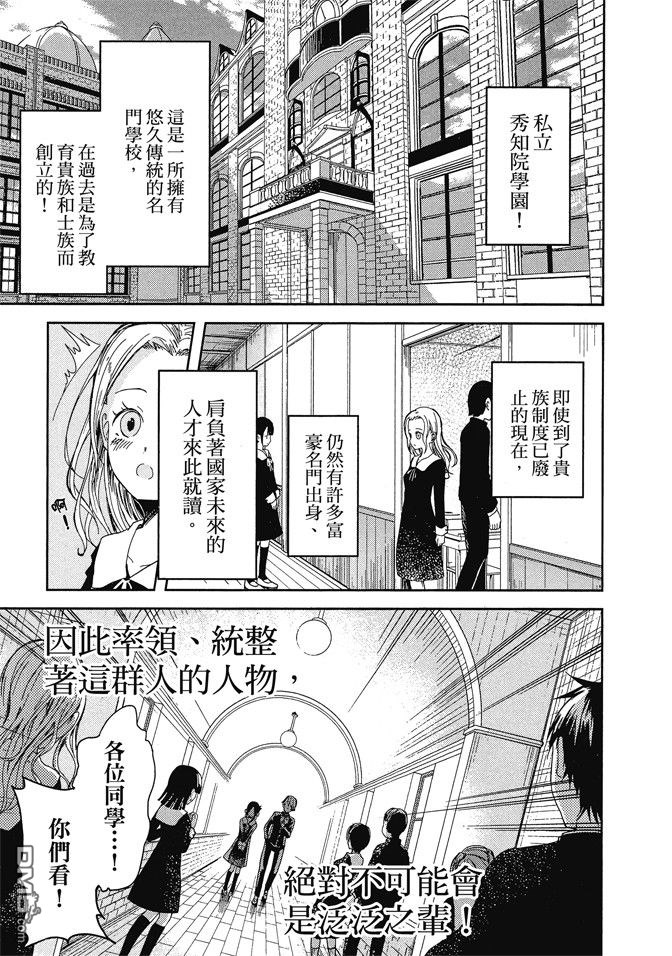 私立
秀知院學園！
這是一所擁有
悠久傳統的名
門學校，
在過去是為了教
育貴族和士族而
創立的！
即使到了貴
族制度已廢
止的現在，
仍然有許多富
豪名門出身、
肩負著國家未來的
人才來此就讀。
啊！
因此率領、統整
著這群人的人物，
各位同學…！
你們看！
絕對不可能會
是泛泛之輩！
DM5